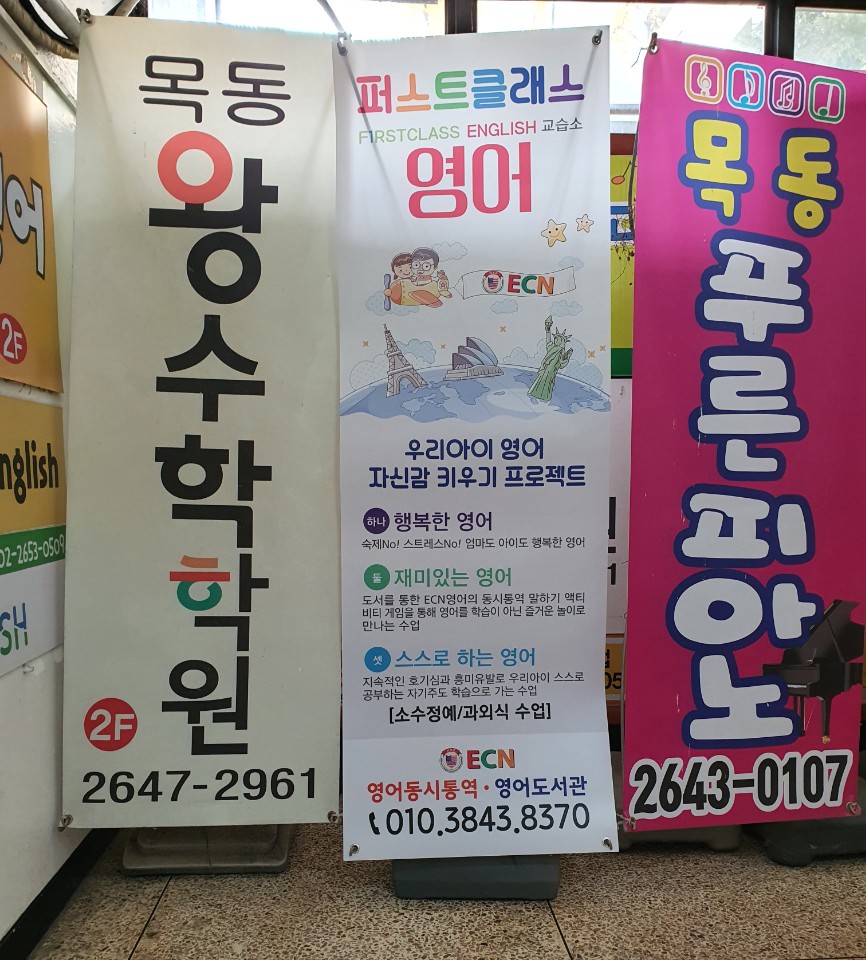 영어
2F
nglish
02-2653-0509
SH
목동
왕수학학원
2F
2647-2961
퍼스트클래스
FIRSTCLASS ENGLISH 교습소
영어
ECN
우리아이 영어
자신감 키우기 프로젝트
하나 행복한 영어
숙제No! 스트레스No! 엄마도 아이도 행복한 영어
둘 재미있는 영어
도서를 통한 ECN영어의 동시통역 말하기 액티
비티 게임을 통해 영어를 학습이 아닌 즐거운 놀이로
만나는 수업
셋 스스로 하는 영어
지속적인 호기심과 흥미유발로 우리아이 스스로
공부하는 자기주도 학습으로 가는 수업
[소수정예/과외식 수업]
ECN
영어동시통역 · 영어도서관
010.3843.8370
목동
푸른피아노
2643-0107